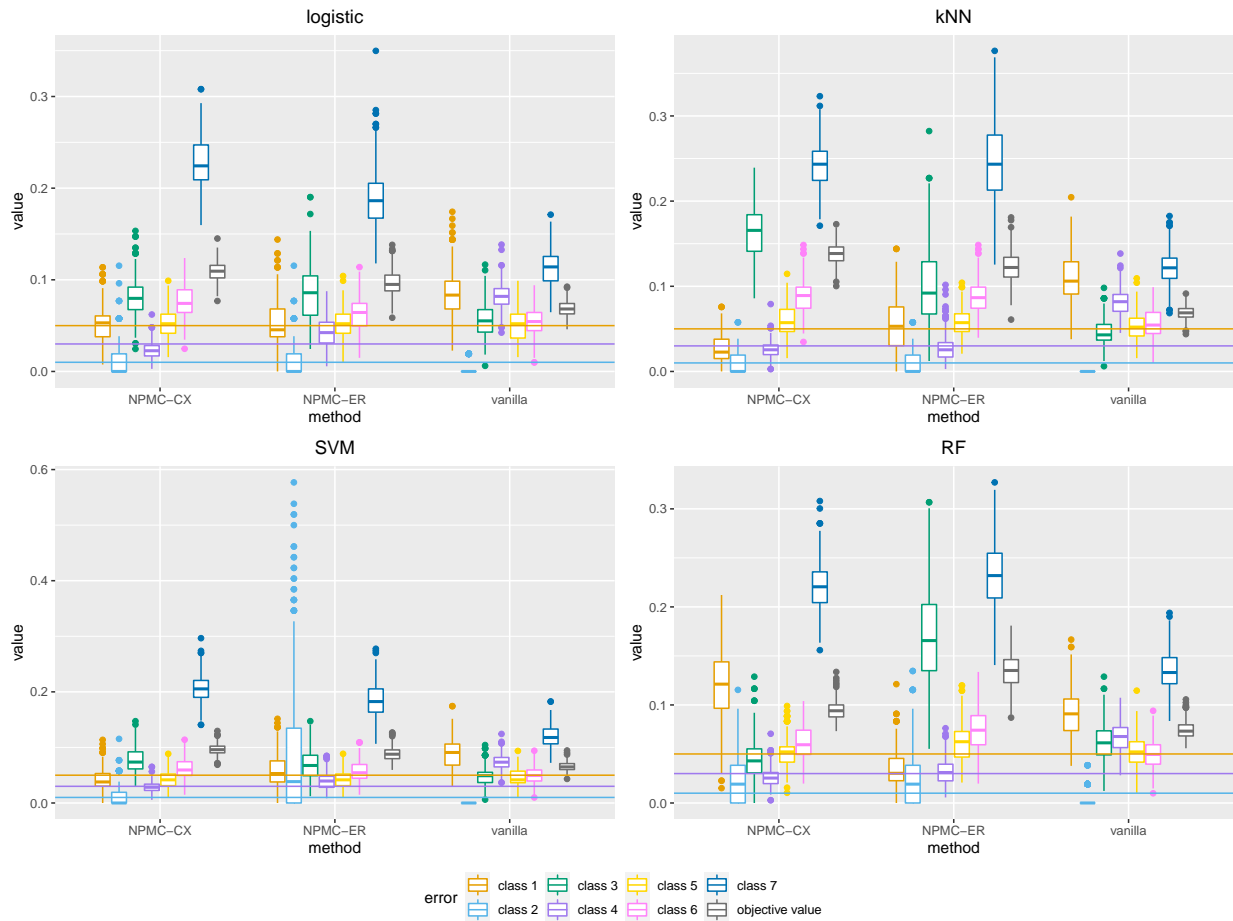 logistic
0.3
0.2
0.1
0.0
value
NPMC−CX
NPMC−ER
vanilla
method
kNN
0.3
0.2
0.1
0.0
value
NPMC−CX
NPMC−ER
vanilla
method
SVM
0.6
0.4
0.2
0.0
value
NPMC−CX
NPMC−ER
vanilla
method
RF
0.3
0.2
0.1
0.0
value
NPMC−CX
NPMC−ER
vanilla
method
error
class 1
class 3
class 5
class 7
class 2
class 4
class 6
objective value